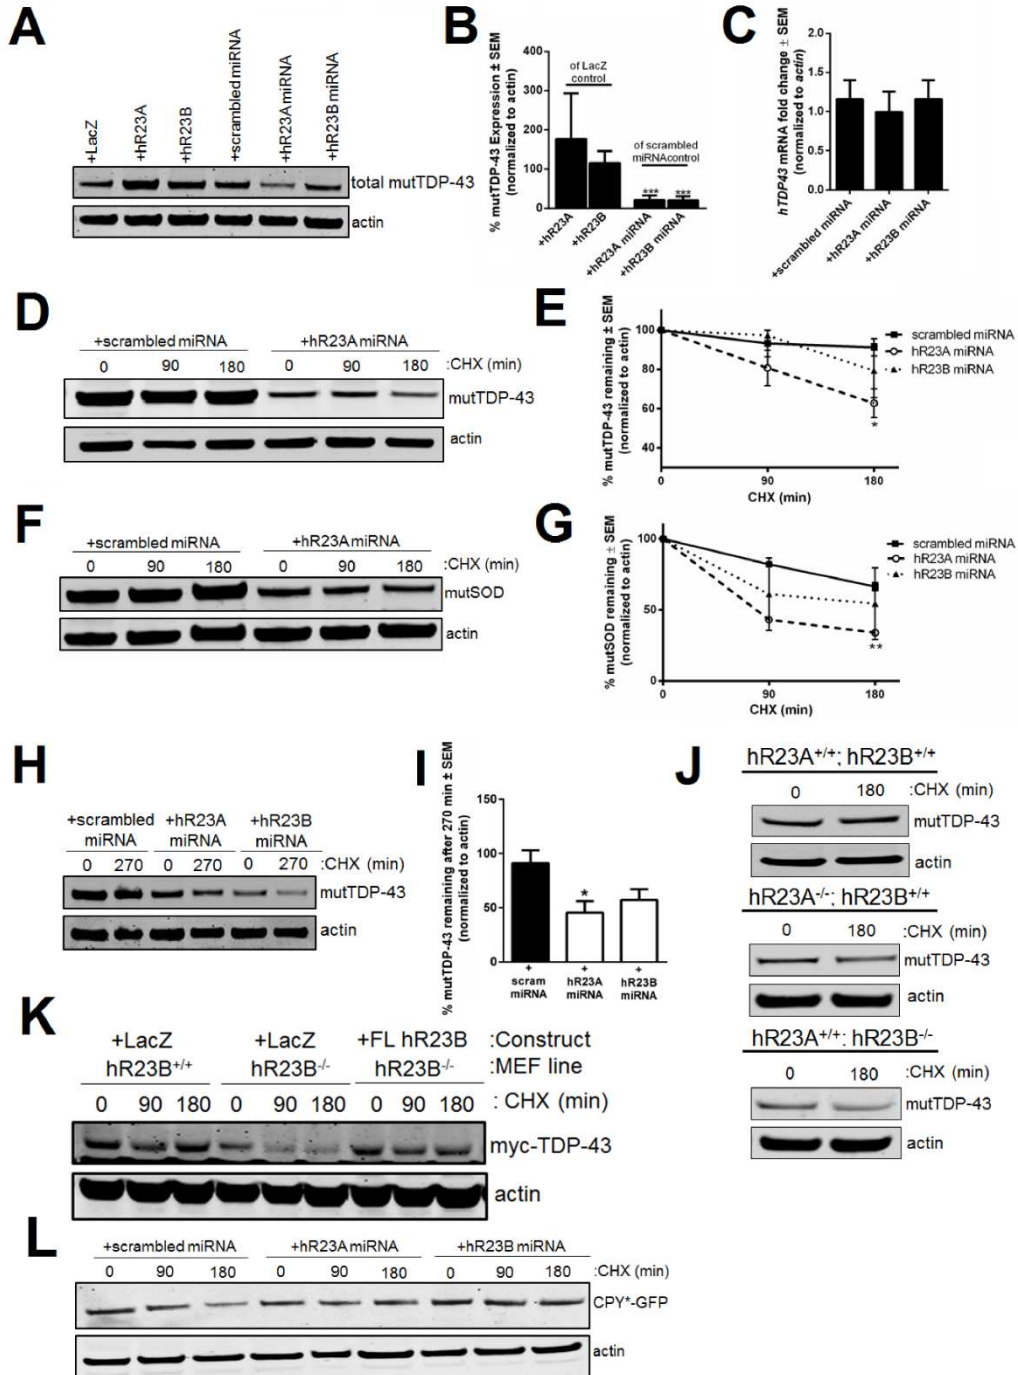 A
+LacZ
+hR23A
+hR23B
+scrambled miRNA
+hR23A miRNA
+hR23B miRNA
total mutTDP-43
actin
B
% mutTDP-43 Expression ± SEM
(normalized to actin)
400
300
200
100
0
of LacZ
control
of scrambled
miRNAcontrol
***
***
+hR23A
+hR23B
+hR23A miRNA
+hR23B miRNA
C
hTDP43 mRNA fold change ± SEM
(normalized to actin)
2.0
1.5
1.0
0.5
0.0
+scrambled miRNA
+hR23A miRNA
+hR23B miRNA
D
+scrambled miRNA
+hR23A miRNA
0 90 180 0 90 180 :CHX (min)
mutTDP-43
actin
E
% mutTDP-43 remaining ± SEM
(normalized to actin)
100
80
60
40
0 90 180
CHX (min)
*
scrambled miRNA
hR23A miRNA
hR23B miRNA
F
+scrambled miRNA
+hR23A miRNA
0 90 180 0 90 180 :CHX (min)
mutSOD
actin
G
% mutSOD remaining ± SEM
(normalized to actin)
100
50
0
0 90 180
CHX (min)
**
scrambled miRNA
hR23A miRNA
hR23B miRNA
H
+scrambled +hR23A +hR23B
miRNA miRNA miRNA
0 270 0 270 0 270 :CHX (min)
mutTDP-43
actin
I
% mutTDP-43 remaining after 270 min ± SEM
(normalized to actin)
150
100
50
0
*
+ + +
scram hR23A hR23B
miRNA miRNA miRNA
J
hR23A+/+; hR23B+/+
0 180 :CHX (min)
mutTDP-43
actin
hR23A-/-; hR23B+/+
0 180 :CHX (min)
mutTDP-43
actin
hR23A+/+: hR23B-/-
0 180 :CHX (min)
mutTDP-43
actin
K
+LacZ +LacZ +FL hR23B :Construct
hR23B+/+ hR23B-/- hR23B-/- :MEF line
0 90 180 0 90 180 0 90 180 : CHX (min)
myc-TDP-43
actin
L
+scrambled miRNA +hR23A miRNA +hR23B miRNA
0 90 180 0 90 180 0 90 180 :CHX (min)
CPY*-GFP
actin